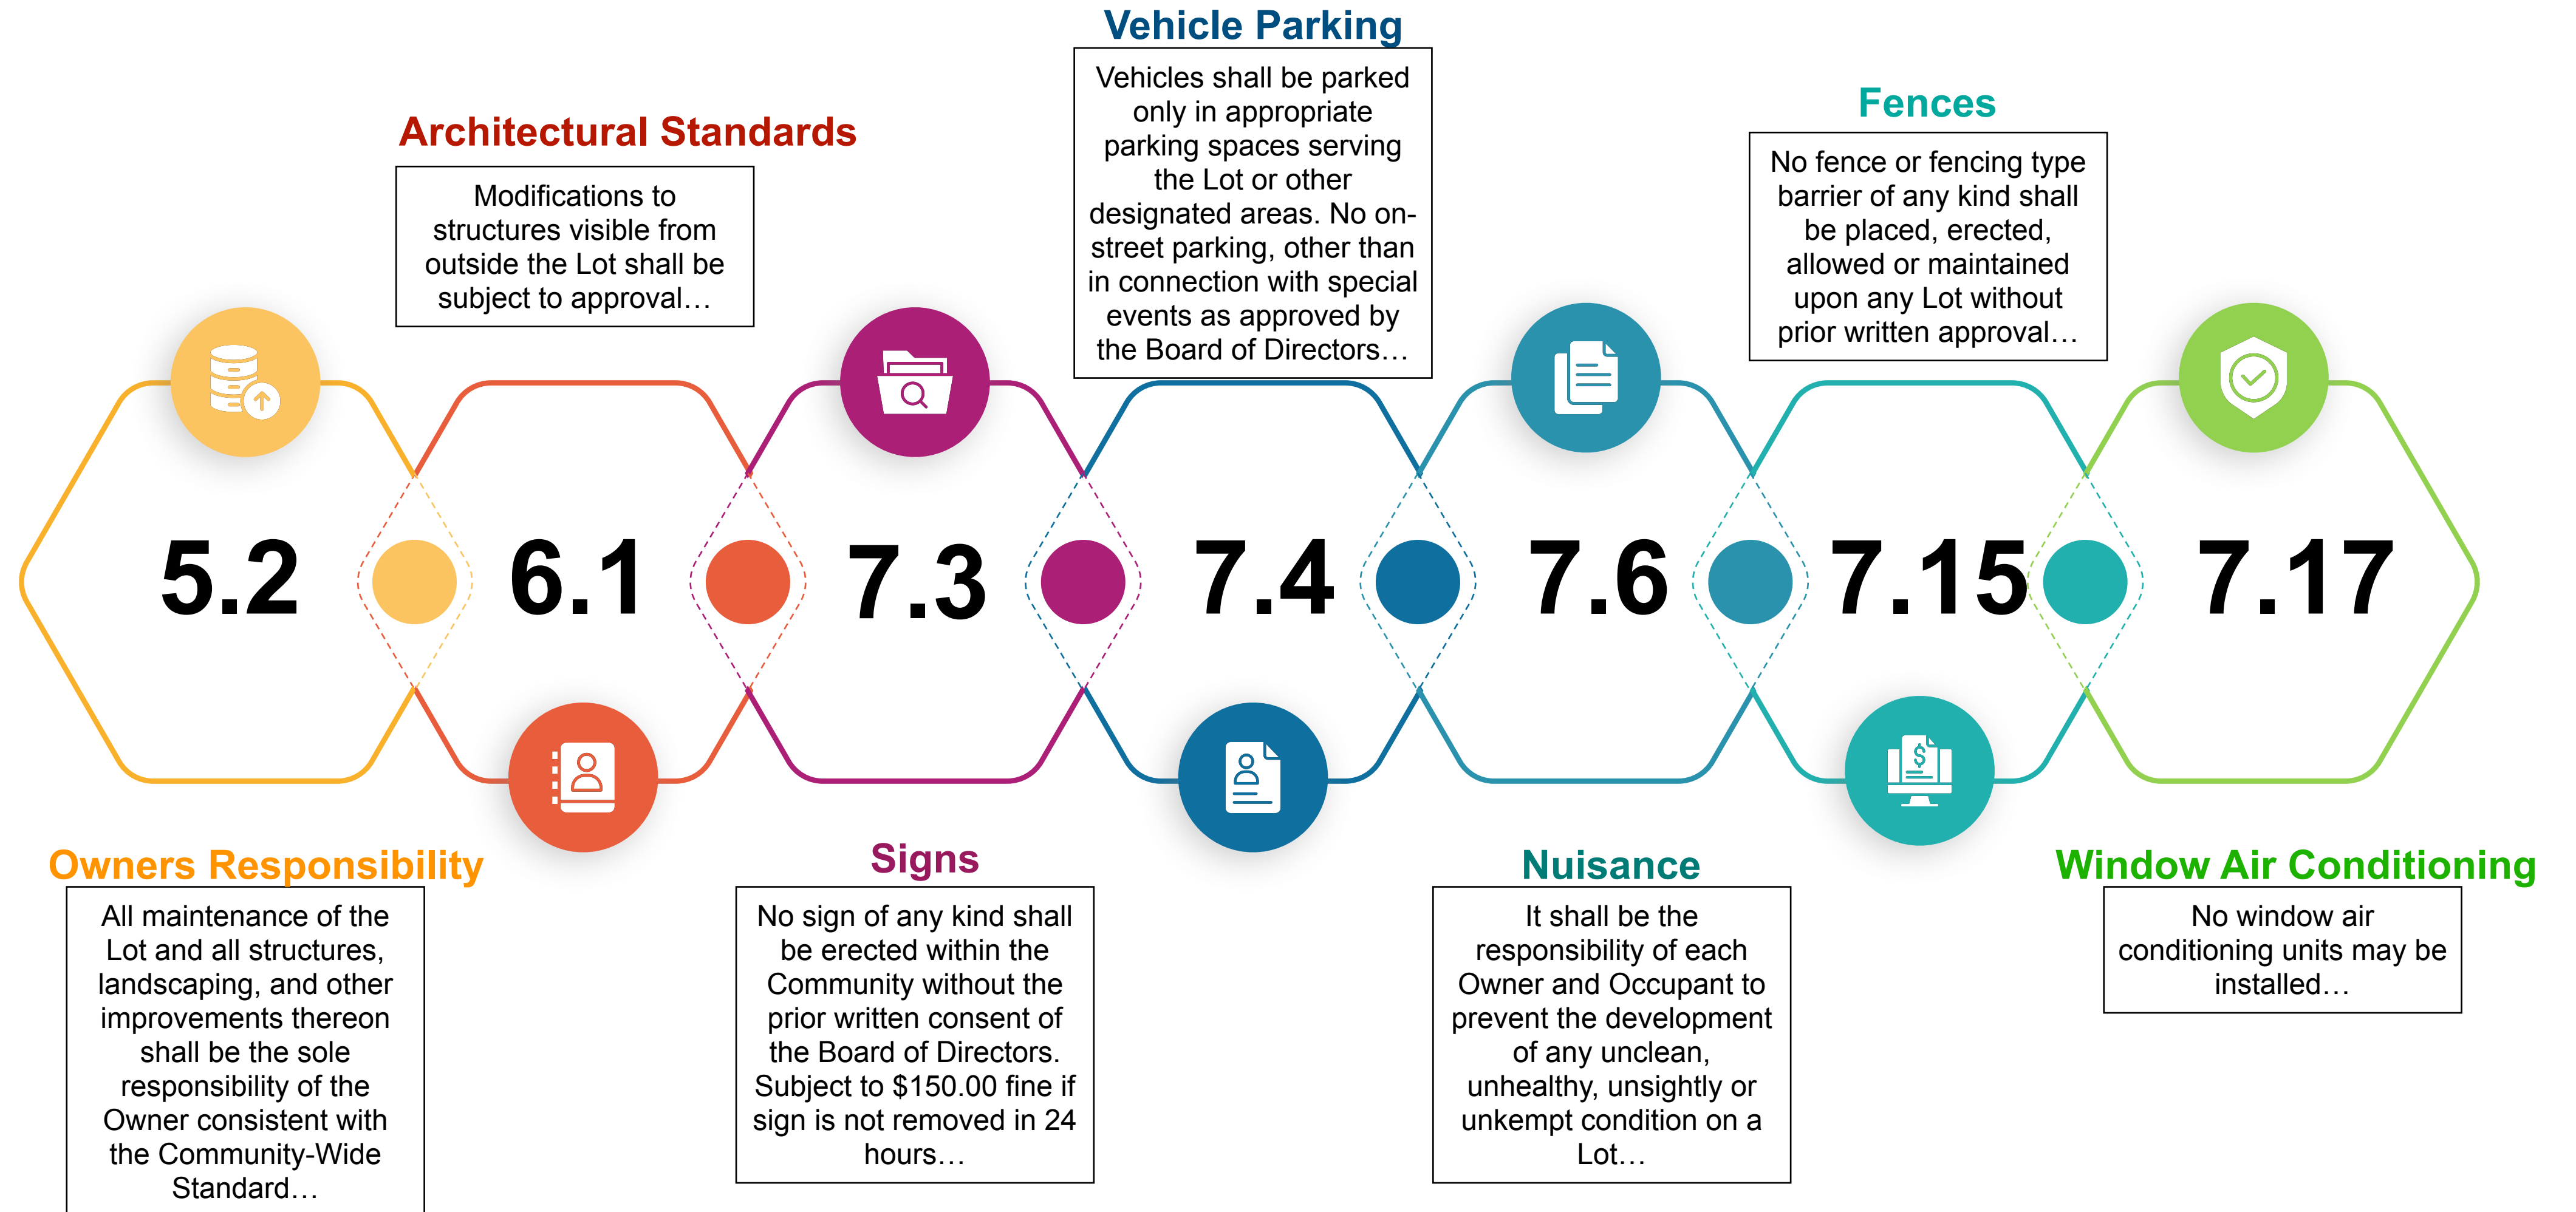 Vehicle Parking
Vehicles shall be parked
only in appropriate
parking spaces serving
the Lot or other
designated areas. No on-
street parking, other than
in connection with special
events as approved by
the Board of Directors…
Architectural Standards
Modifications to
structures visible from
outside the Lot shall be
subject to approval…
Fences
No fence or fencing type
barrier of any kind shall
be placed, erected,
allowed or maintained
upon any Lot without
prior written approval…
5.2
6.1
7.3
7.4
7.6
7.15
7.17
$
Owners Responsibility
All maintenance of the
Lot and all structures,
landscaping, and other
improvements thereon
shall be the sole
responsibility of the
Owner consistent with
the Community-Wide
Standard…
Signs
No sign of any kind shall
be erected within the
Community without the
prior written consent of
the Board of Directors.
Subject to $150.00 fine if
sign is not removed in 24
hours…
Nuisance
It shall be the
responsibility of each
Owner and Occupant to
prevent the development
of any unclean,
unhealthy, unsightly or
unkempt condition on a
Lot…
Window Air Conditioning
No window air
conditioning units may be
installed…